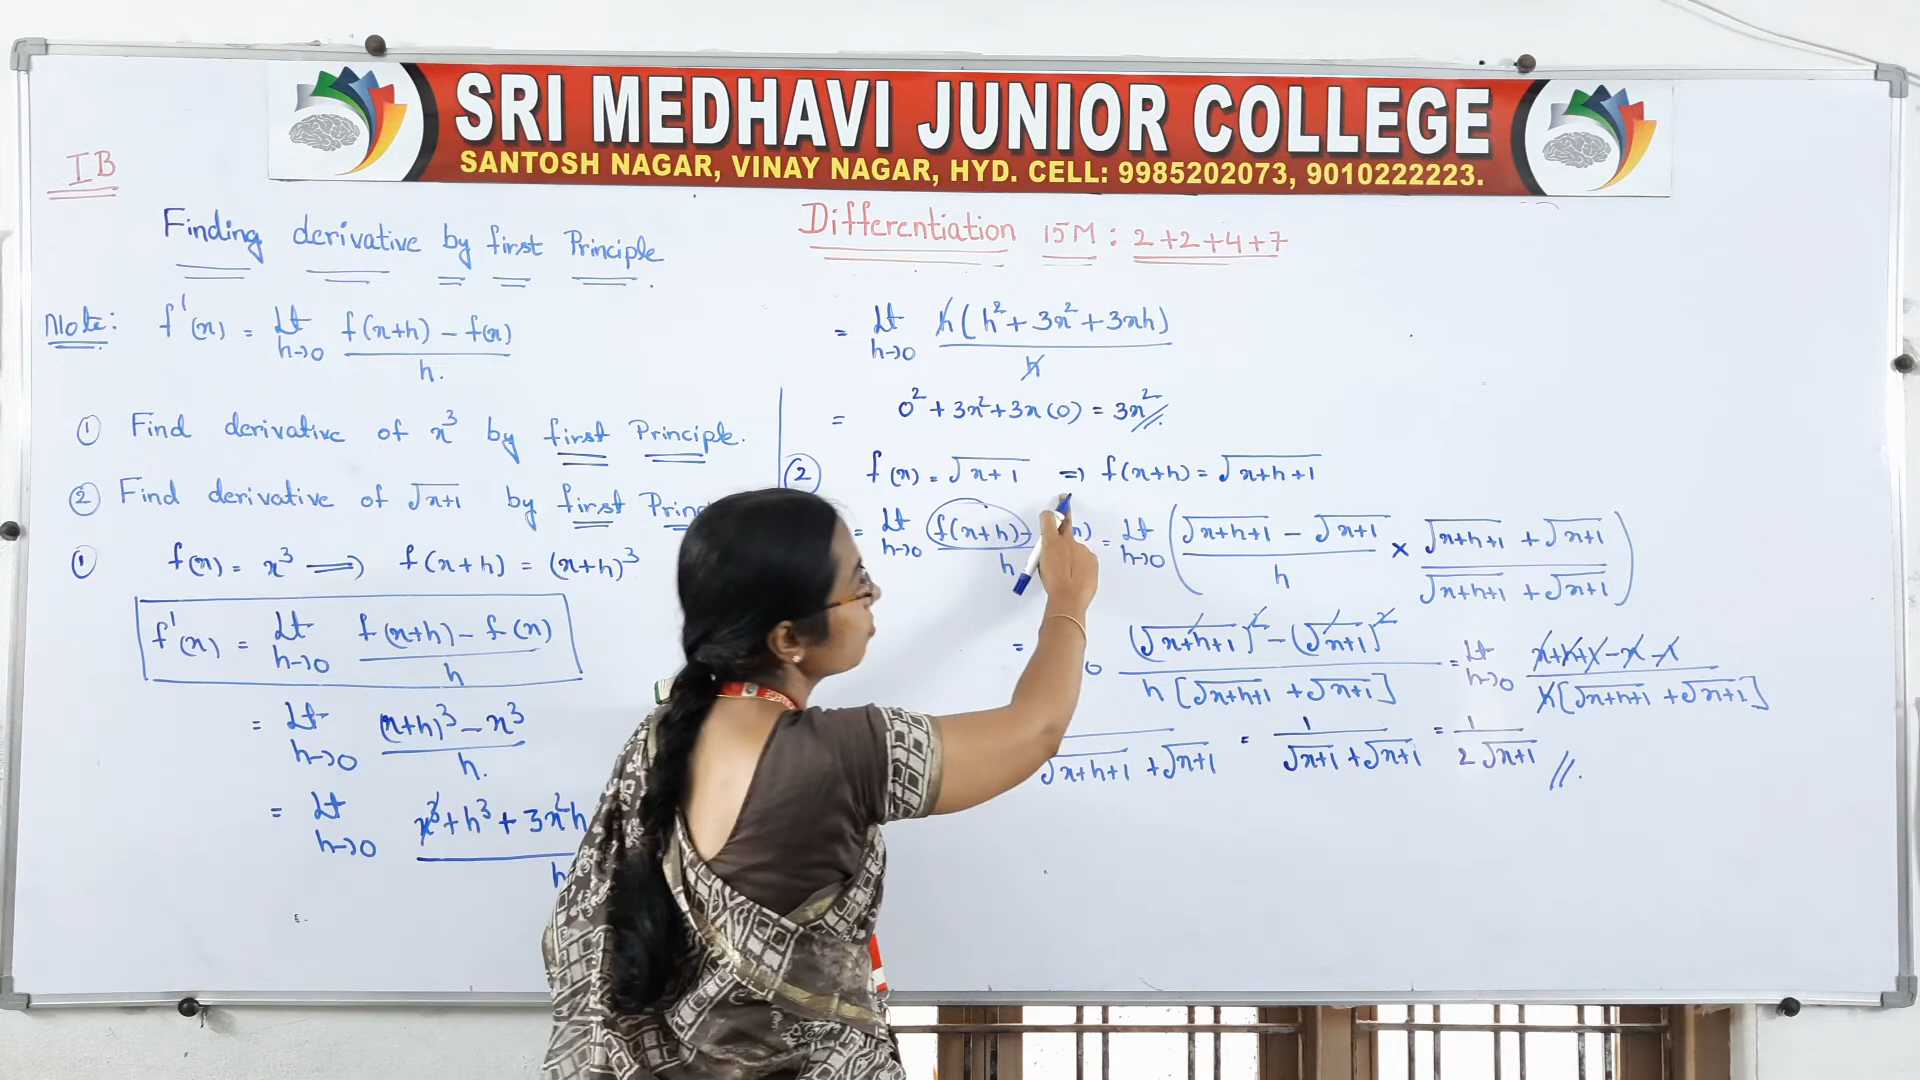 SRI MEDHAVI JUNIOR COLLEGE
SANTOSH NAGAR, VINAY NAGAR, HYD. CELL: 9985202073, 9010222223.
IB
Differentiation 15M : 2+2+4+7
Finding derivative by first Principle.
Note: f'(x) = Lt h→0 f(x+h) - f(x) / h.
① Find derivative of x³ by first Principle.
② Find derivative of √x+1 by first Prin
① f(x) = x³ ⟹ f(x+h) = (x+h)³
f'(x) = Lt h→0 f(x+h) - f(x) / h
= Lt h→0 (x+h)³ - x³ / h.
= Lt h→0 x³ + h³ + 3x²h / h
= Lt h→0 h(h² + 3x² + 3xh) / h
= 0² + 3x² + 3x(0) = 3x² //.
② f(x) = √x+1 ⇒ f(x+h) = √x+h+1
= Lt h→0 f(x+h) - x) / h = Lt h→0 ( √x+h+1 - √x+1 / h × √x+h+1 + √x+1 / √x+h+1 + √x+1 )
= 0 (√x+h+1)² - (√x+1)² / h[√x+h+1 + √x+1] = Lt h→0 x+h+1-x-1 / h[√x+h+1 + √x+1]
√x+h+1 + √x+1 = 1 / √x+1 + √x+1 = 1 / 2√x+1 //.